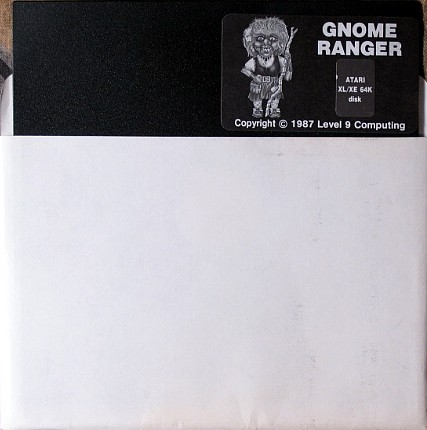 GNOME
RANGER
ATARI
XL/XE 64K
disk
Copyright © 1987 Level 9 Computing